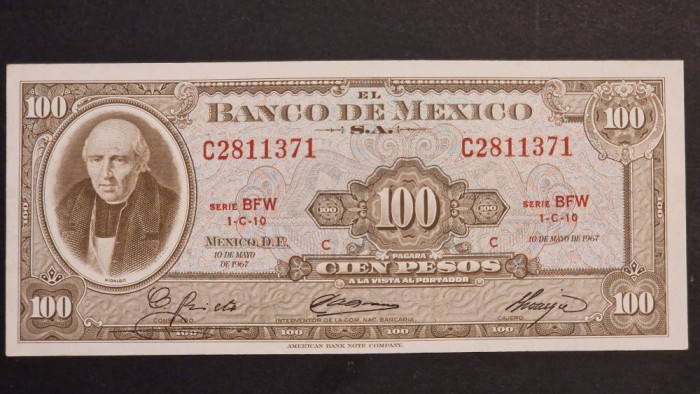 100
EL
BANCO DE MEXICO
S.A.
100
C2811371
C2811371
SERIE BFW
1-C-10
100
100
100
SERIE BFW
1-C-10
MEXICO, D.F.
10 DE MAYO
DE 1967
C
C
10 DE MAYO DE 1967
HIDALGO
PAGARÁ
CIEN PESOS
A LA VISTA AL PORTADOR
100
100
CONSEJERO
INTERVENTOR DE LA COM. NAC. BANCARIA.
CAJERO
100
100
100
AMERICAN BANK NOTE COMPANY.